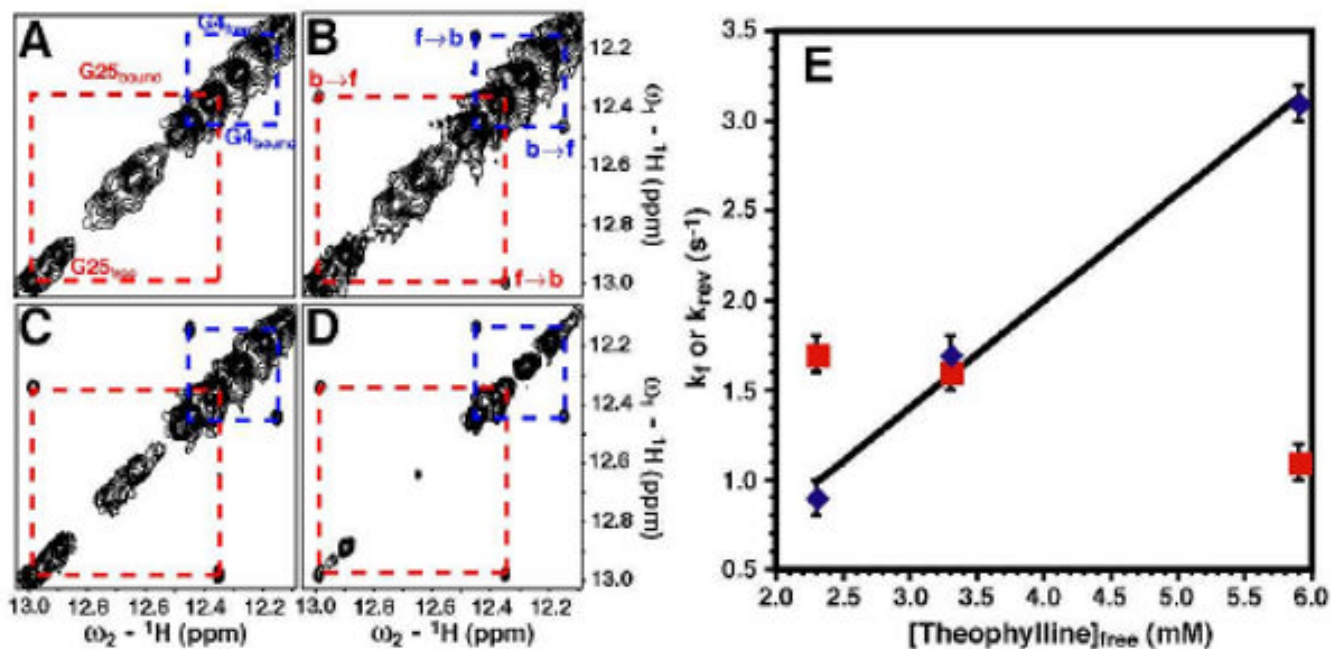 A
G4free
G25bound
G4bound
G25free
B
f→b
b→f
b→f
f→b
12.2
12.4
12.6
12.8
13.0
ω1 - 1H (ppm)
C
D
12.2
12.4
12.6
12.8
13.0
ω1 - 1H (ppm)
13.0 12.8 12.6 12.4 12.2
13.0 12.8 12.6 12.4 12.2
ω2 - 1H (ppm)
ω2 - 1H (ppm)
E
3.5
3.0
2.5
2.0
1.5
1.0
0.5
kf or krev (s-1)
2.0 2.5 3.0 3.5 4.0 4.5 5.0 5.5 6.0
[Theophylline]free (mM)